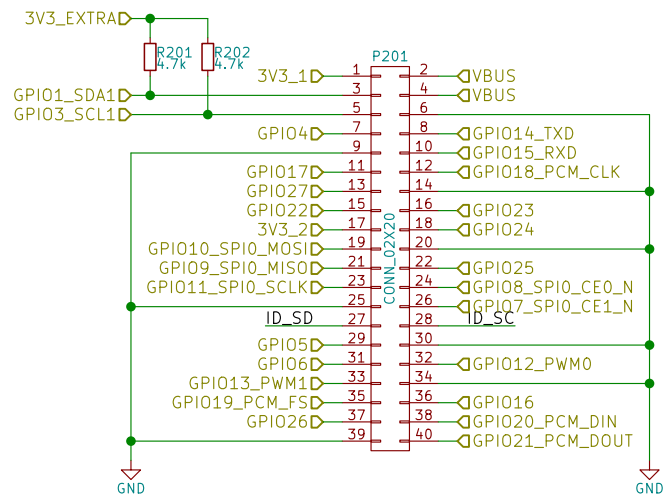 3V3_EXTRA
R201 R202
4.7k 4.7k
P201
3V3_1 1 2 VBUS
GPIO1_SDA1 3 4 VBUS
GPIO3_SCL1 5 6
GPIO4 7 8 GPIO14_TXD
9 10 GPIO15_RXD
GPIO17 11 12 GPIO18_PCM_CLK
GPIO27 13 14
GPIO22 15 16 GPIO23
3V3_2 17 18 GPIO24
GPIO10_SPI0_MOSI 19 20
GPIO9_SPI0_MISO 21 22 GPIO25
GPIO11_SPI0_SCLK 23 24 GPIO8_SPI0_CE0_N
25 26 GPIO7_SPI0_CE1_N
ID_SD 27 28 ID_SC
GPIO5 29 30
GPIO6 31 32 GPIO12_PWM0
GPIO13_PWM1 33 34
GPIO19_PCM_FS 35 36 GPIO16
GPIO26 37 38 GPIO20_PCM_DIN
39 40 GPIO21_PCM_DOUT
CONN_02X20
GND GND